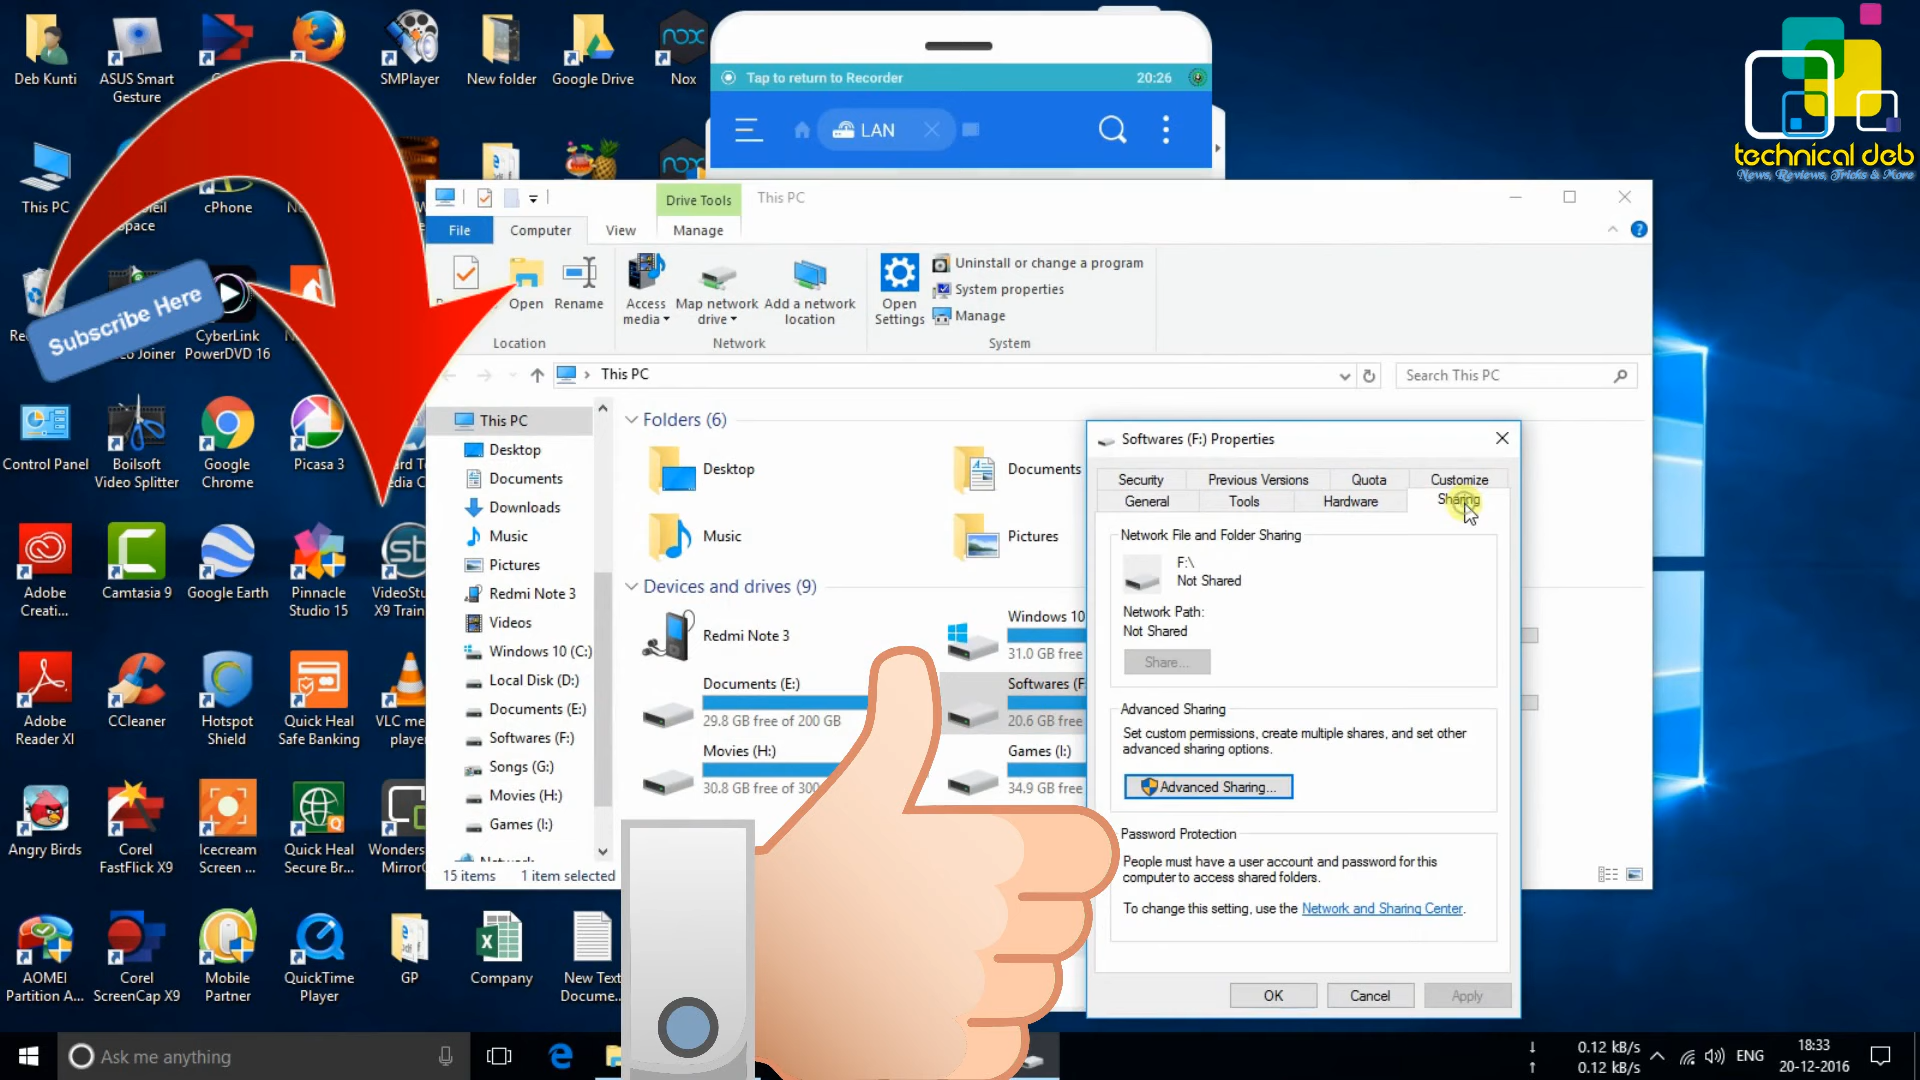 Deb Kunti
ASUS Smart
Gesture
SMPlayer
New folder
Google Drive
Nox
Tap to return to Recorder
20:26
LAN
technical deb
News, Reviews, Tricks & More
This PC
Space
cPhone
Subscribe Here
Joiner
CyberLink
PowerDVD 16
Drive Tools
This PC
File
Computer
View
Manage
Open
Rename
Access
media
Map network
drive
Add a network
location
Open
Settings
Uninstall or change a program
System properties
Manage
Location
Network
System
This PC
Search This PC
Control Panel
Boilsoft
Video Splitter
Google
Chrome
Picasa 3
This PC
Desktop
Documents
Downloads
Music
Pictures
Redmi Note 3
Videos
Windows 10 (C:)
Local Disk (D:)
Documents (E:)
Softwares (F:)
Songs (G:)
Movies (H:)
Games (I:)
Network
Folders (6)
Desktop
Documents
Music
Pictures
Devices and drives (9)
Redmi Note 3
Windows 10
31.0 GB free
Documents (E:)
29.8 GB free of 200 GB
Softwares (F
20.6 GB free
Movies (H:)
30.8 GB free of 300
Games (I:)
34.9 GB free
15 items
1 item selected
Softwares (F:) Properties
Security
Previous Versions
Quota
Customize
General
Tools
Hardware
Sharing
Network File and Folder Sharing
F:\
Not Shared
Network Path:
Not Shared
Share...
Advanced Sharing
Set custom permissions, create multiple shares, and set other
advanced sharing options.
Advanced Sharing...
Password Protection
People must have a user account and password for this
computer to access shared folders.
To change this setting, use the Network and Sharing Center.
OK
Cancel
Apply
Adobe
Creati...
Camtasia 9
Google Earth
Pinnacle
Studio 15
VideoStu
X9 Train
Adobe
Reader XI
CCleaner
Hotspot
Shield
Quick Heal
Safe Banking
VLC me
player
Angry Birds
Corel
FastFlick X9
Icecream
Screen ...
Quick Heal
Secure Br...
Wonders
Mirror
AOMEI
Partition A...
Corel
ScreenCap X9
Mobile
Partner
QuickTime
Player
GP
Company
New Text
Docume...
Ask me anything
0.12 kB/s
0.12 kB/s
ENG
18:33
20-12-2016